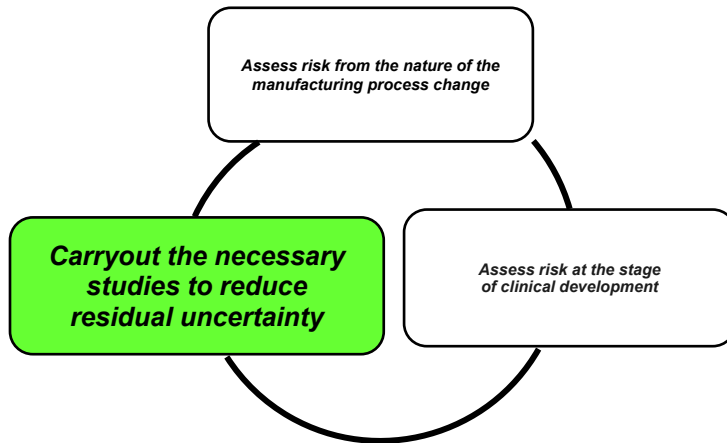 Assess risk from the nature of the
manufacturing process change
Carryout the necessary
studies to reduce
residual uncertainty
Assess risk at the stage
of clinical development